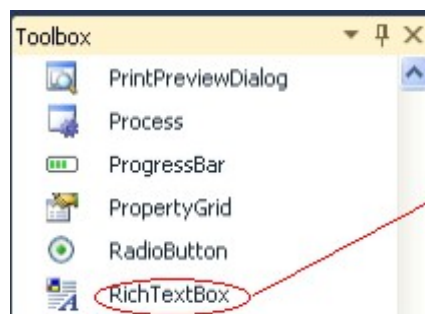 Toolbox
PrintPreviewDialog
Process
ProgressBar
PropertyGrid
RadioButton
RichTextBox